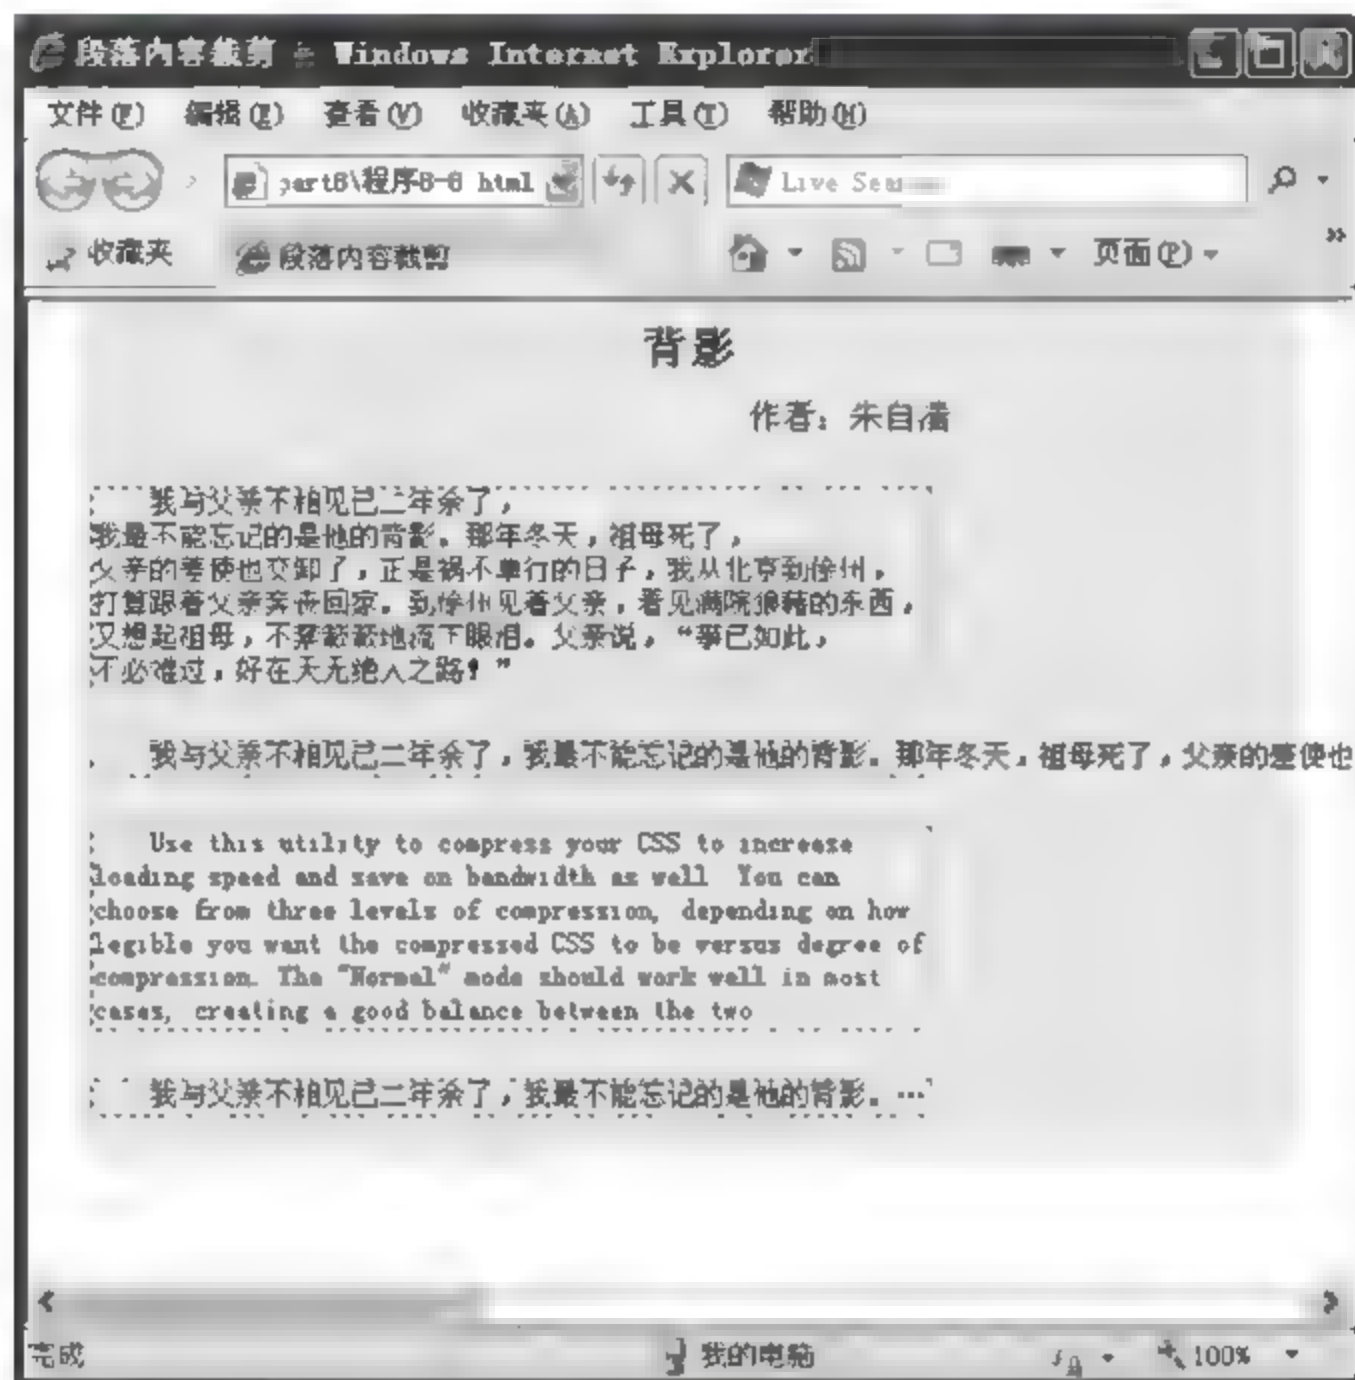 段落内容裁剪 - Windows Internet Explorer
文件(F) 编辑(E) 查看(V) 收藏夹(A) 工具(T) 帮助(H)
part8\程序8-8 html Live Sear
收藏夹 段落内容裁剪 页面(P)
背影
作者：朱自清
我与父亲不相见已二年余了，
我最不能忘记的是他的背影。那年冬天，祖母死了，
父亲的差使也交卸了，正是祸不单行的日子，我从北京到徐州，
打算跟着父亲奔丧回家。到徐州见着父亲，看见满院狼藉的东西，
又想起祖母，不禁簌簌地流下眼泪。父亲说，“事已如此，
不必难过，好在天无绝人之路！”
我与父亲不相见已二年余了，我最不能忘记的是他的背影。那年冬天，祖母死了，父亲的差使也
Use this utility to compress your CSS to increase
loading speed and save on bandwidth as well You can
choose from three levels of compression, depending on how
legible you want the compressed CSS to be versus degree of
compression. The "Normal" mode should work well in most
cases, creating a good balance between the two
我与父亲不相见已二年余了，我最不能忘记的是他的背影。…
完成 我的电脑 100%